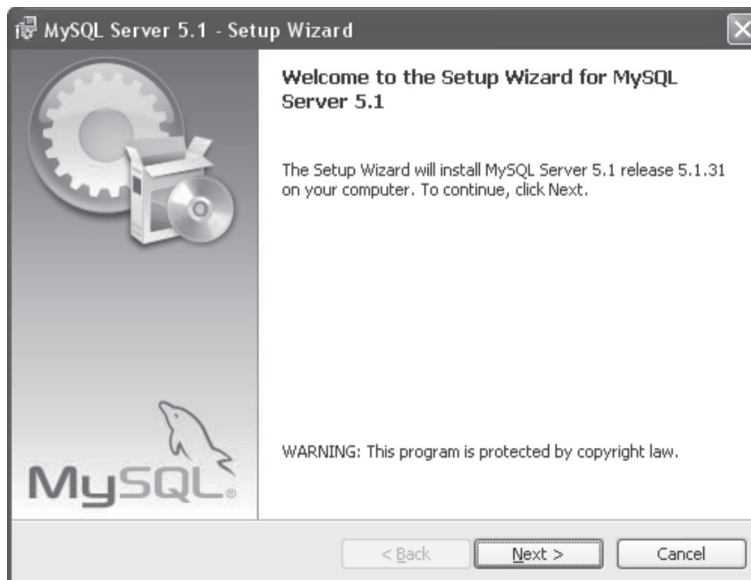 MySQL Server 5.1 - Setup Wizard
Welcome to the Setup Wizard for MySQL
Server 5.1
The Setup Wizard will install MySQL Server 5.1 release 5.1.31
on your computer. To continue, click Next.
WARNING: This program is protected by copyright law.
MySQL®
< Back
Next >
Cancel